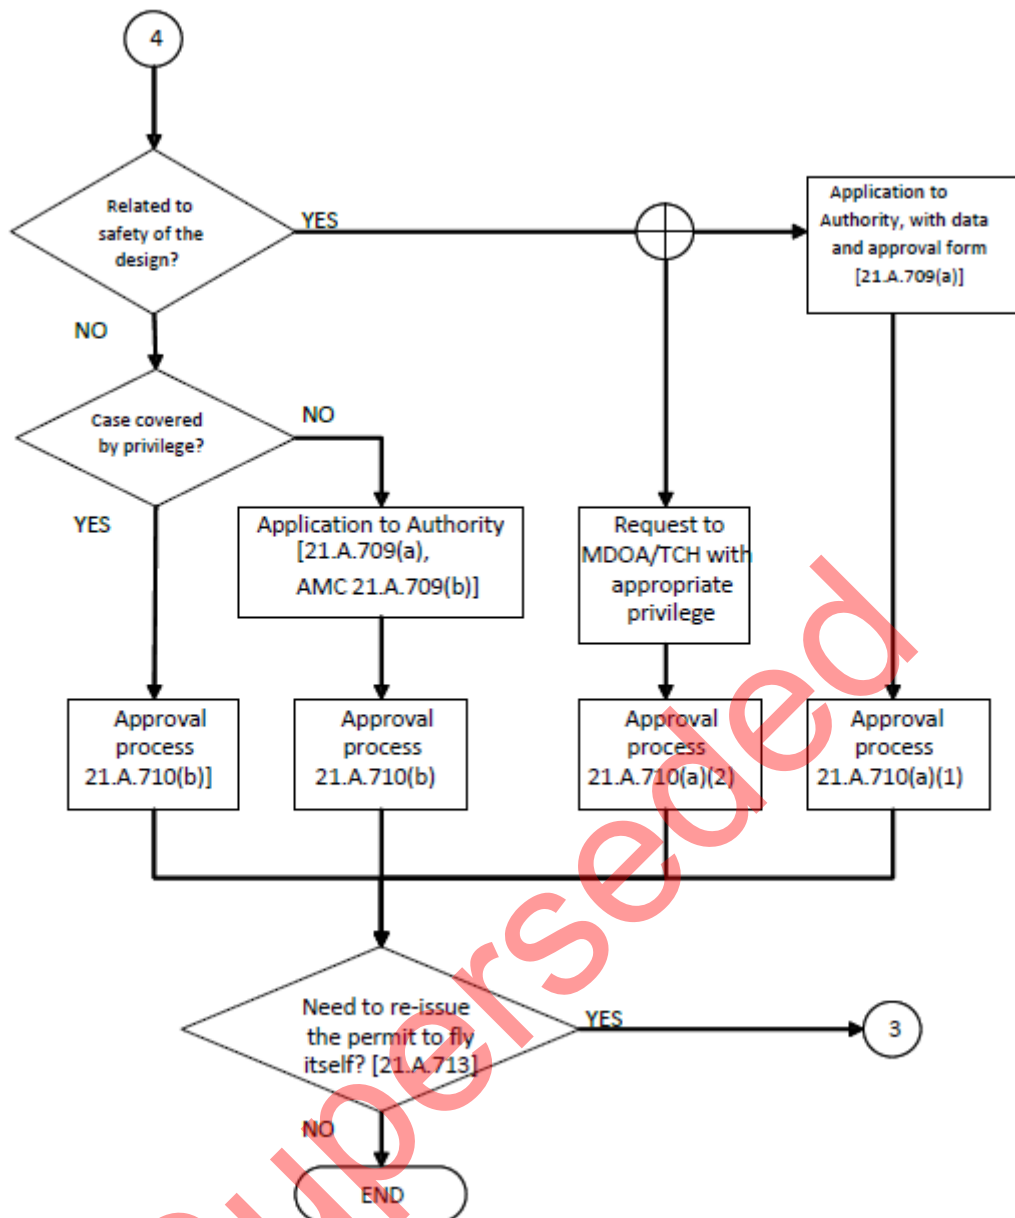 4
Related to
safety of the
design?
YES
Application to
Authority, with data
and approval form
[21.A.709(a)]
NO
Case covered
by privilege?
NO
YES
Application to Authority
[21.A.709(a),
AMC 21.A.709(b)]
Request to
MDOA/TCH with
appropriate
privilege
Approval
process
21.A.710(b)]
Approval
process
21.A.710(b)
Approval
process
21.A.710(a)(2)
Approval
process
21.A.710(a)(1)
Need to re-issue
the permit to fly
itself? [21.A.713]
YES
3
NO
END
Superseded